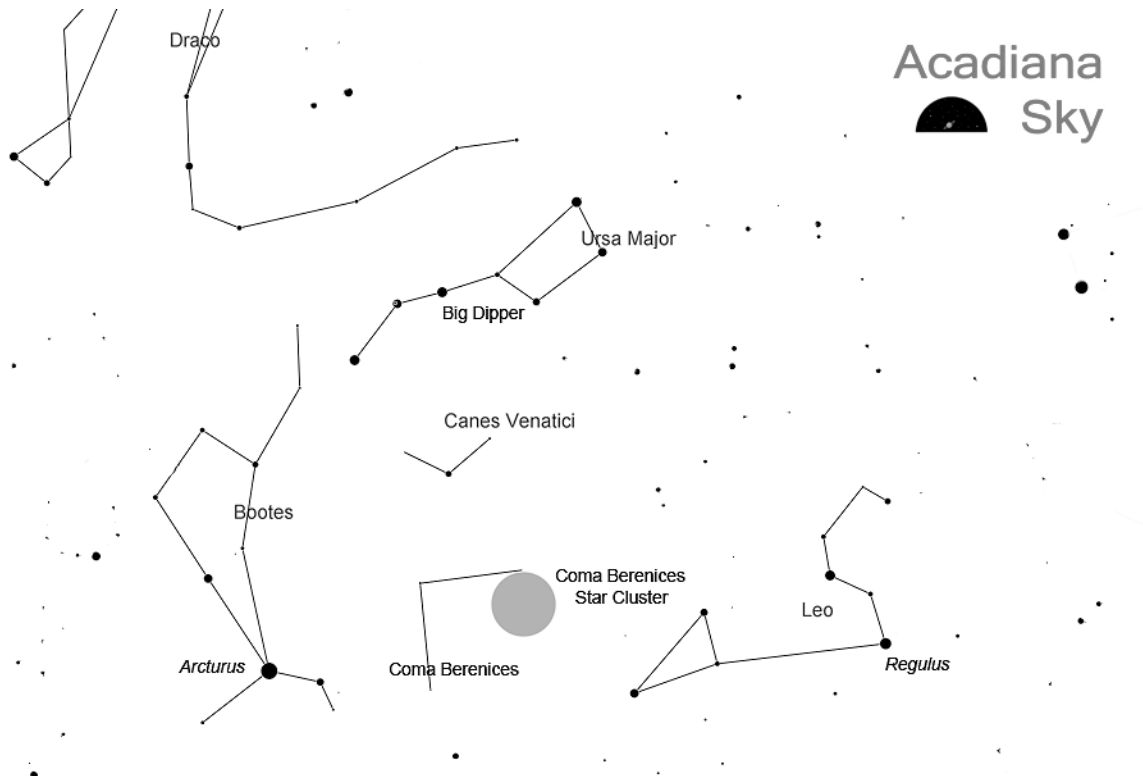 Draco
Acadiana
Sky
Ursa Major
Big Dipper
Canes Venatici
Bootes
Coma Berenices
Star Cluster
Leo
Arcturus
Coma Berenices
Regulus